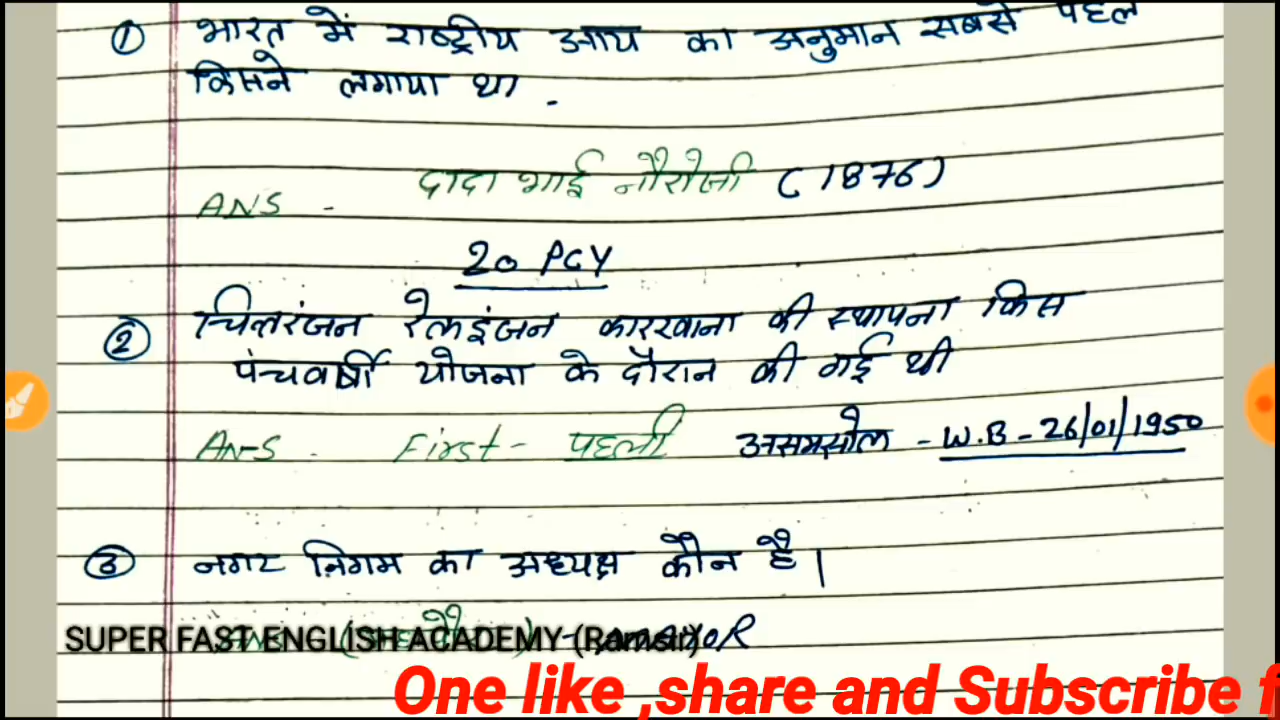 ① भारत में राष्ट्रीय आय का अनुमान सबसे पहले
किसने लगाया था .
ANS - दादा भाई नौरोजी (1876)
20 PCY
② चितरंजन रेलइंजन कारखाना की स्थापना किस
पंचवर्षी योजना के दौरान की गई थी
ANS - First - पहली असमसोल - W.B - 26/01/1950
③ नगर निगम का अध्यक्ष कौन है।
SUPER FAST ENGLISH ACADEMY (Ramsir)
One like ,share and Subscribe f